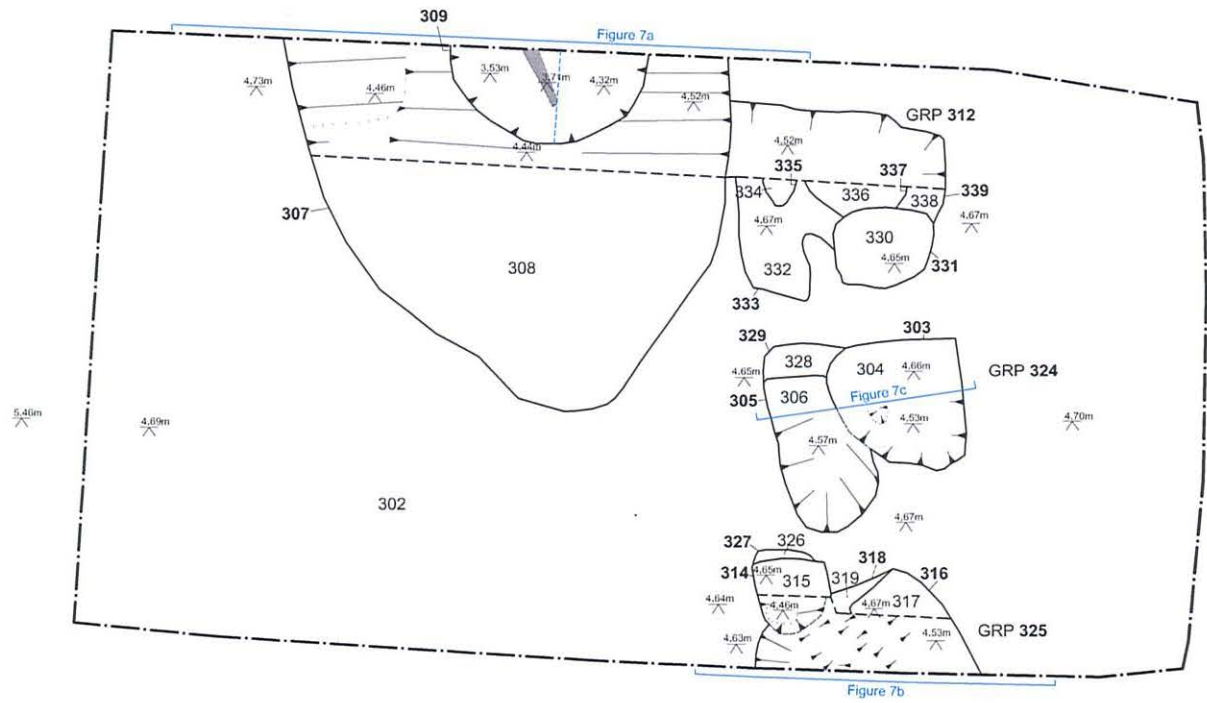 309
Figure 7a
4.73m
4.46m
3.53m
3.71m
4.32m
4.52m
4.44m
GRP 312
4.52m
335
337
334
336
338
339
4.67m
4.67m
330
4.65m
331
332
333
307
308
303
329
328
304
4.66m
GRP 324
4.65m
305
306
Figure 7c
4.53m
4.57m
4.70m
5.46m
4.69m
302
4.67m
327
326
318
316
314
4.65m
315
319
4.67m
317
4.64m
4.46m
4.63m
4.53m
GRP 325
Figure 7b